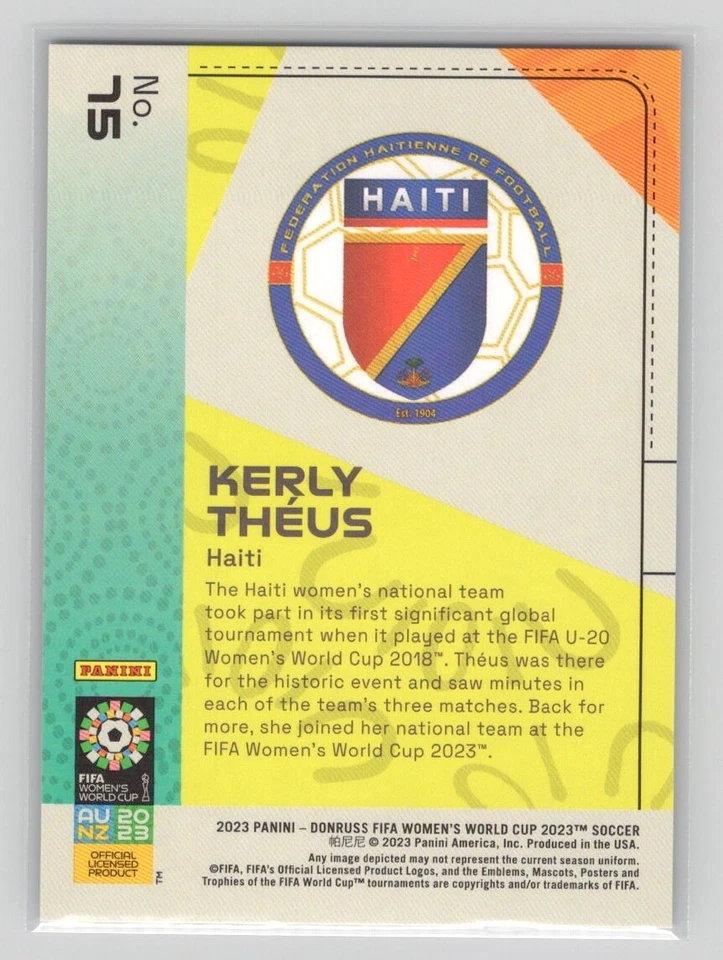 No.
75
FÉDÉRATION HAÏTIENNE DE FOOTBALL
HAITI
Est. 1904
KERLY
THÉUS
Haiti
The Haiti women's national team
took part in its first significant global
tournament when it played at the FIFA U-20
Women's World Cup 2018™. Théus was there
for the historic event and saw minutes in
each of the team's three matches. Back for
more, she joined her national team at the
FIFA Women's World Cup 2023™.
PANINI
FIFA
WOMEN'S
WORLD CUP
AU 20
NZ 23
OFFICIAL
LICENSED
PRODUCT
TM
2023 PANINI – DONRUSS FIFA WOMEN'S WORLD CUP 2023™ SOCCER
帕尼尼 © 2023 Panini America, Inc. Produced in the USA.
Any image depicted may not represent the current season uniform.
©FIFA, FIFA's Official Licensed Product Logos, and the Emblems, Mascots, Posters and
Trophies of the FIFA World Cup™ tournaments are copyrights and/or trademarks of FIFA.